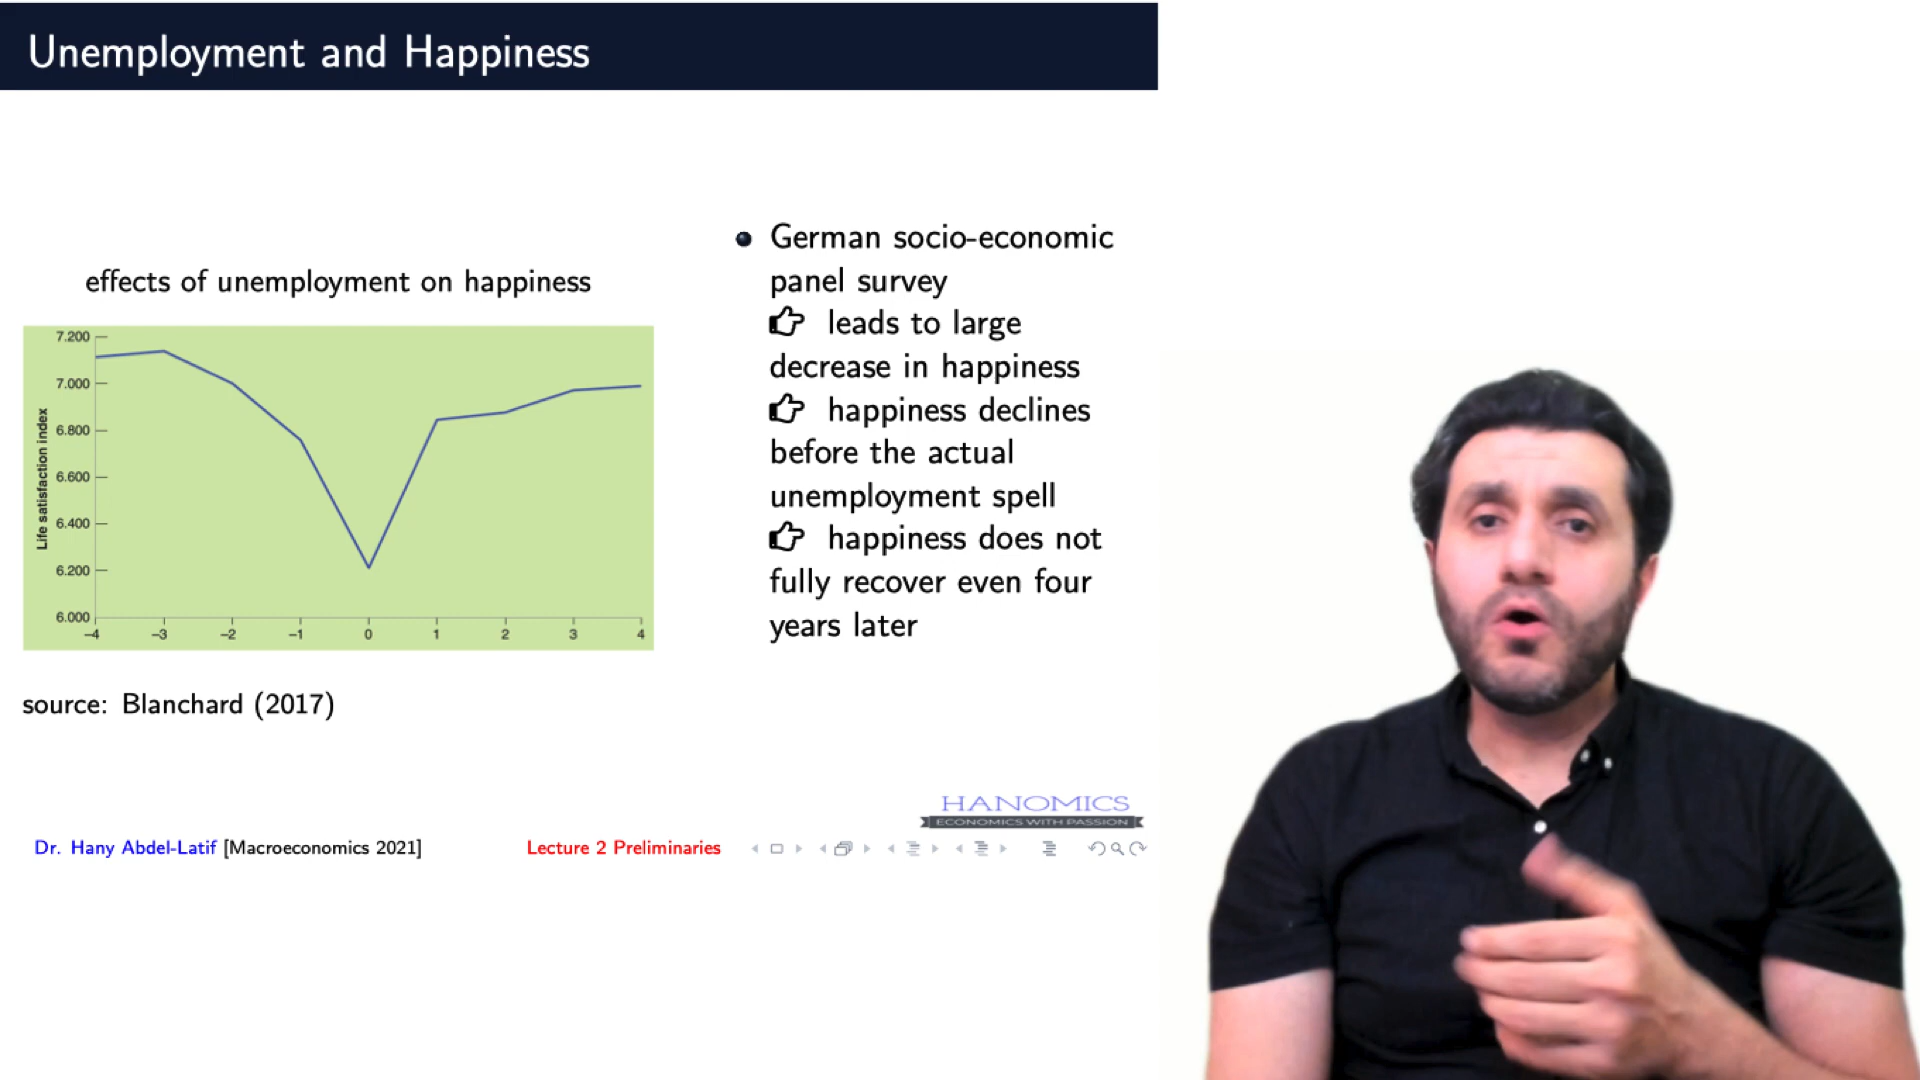 Unemployment and Happiness
effects of unemployment on happiness
7.200
7.000
6.800
6.600
6.400
6.200
6.000
Life satisfaction index
–4 –3 –2 –1 0 1 2 3 4
source: Blanchard (2017)
German socio-economic
panel survey
leads to large
decrease in happiness
happiness declines
before the actual
unemployment spell
happiness does not
fully recover even four
years later
HANOMICS
ECONOMICS WITH PASSION
Dr. Hany Abdel-Latif [Macroeconomics 2021] Lecture 2 Preliminaries